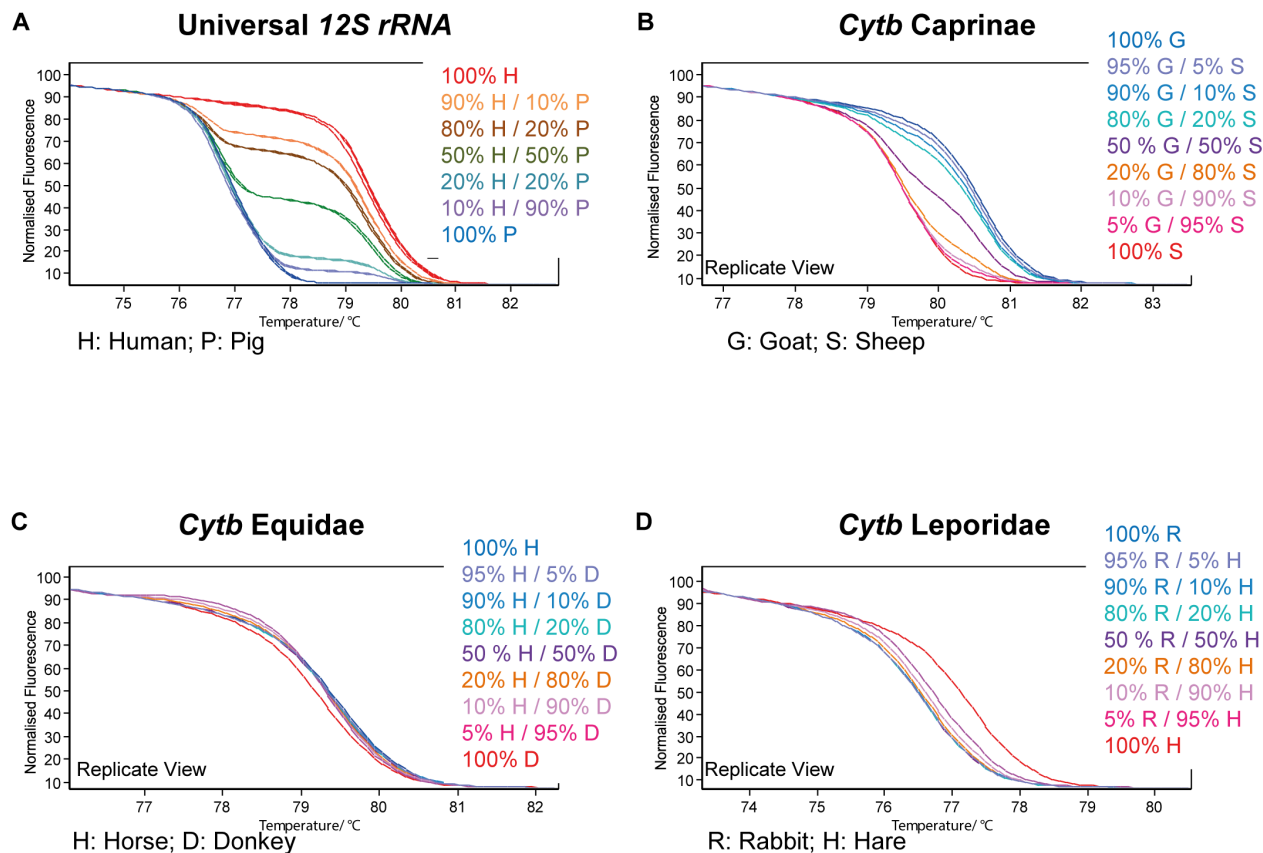 A
Universal 12S rRNA
Normalised Fluorescence
100
90
80
70
60
50
40
30
20
10
100% H
90% H / 10% P
80% H / 20% P
50% H / 50% P
20% H / 20% P
10% H / 90% P
100% P
75 76 77 78 79 80 81 82
Temperature/ °C
H: Human; P: Pig
B
Cytb Caprinae
Normalised Fluorescence
100
90
80
70
60
50
40
30
20
10
100% G
95% G / 5% S
90% G / 10% S
80% G / 20% S
50 % G / 50% S
20% G / 80% S
10% G / 90% S
5% G / 95% S
100% S
Replicate View
77 78 79 80 81 82 83
Temperature/ °C
G: Goat; S: Sheep
C
Cytb Equidae
Normalised Fluorescence
100
90
80
70
60
50
40
30
20
10
100% H
95% H / 5% D
90% H / 10% D
80% H / 20% D
50 % H / 50% D
20% H / 80% D
10% H / 90% D
5% H / 95% D
100% D
Replicate View
77 78 79 80 81 82
Temperature/ °C
H: Horse; D: Donkey
D
Cytb Leporidae
Normalised Fluorescence
100
90
80
70
60
50
40
30
20
10
100% R
95% R / 5% H
90% R / 10% H
80% R / 20% H
50 % R / 50% H
20% R / 80% H
10% R / 90% H
5% R / 95% H
100% H
Replicate View
74 75 76 77 78 79 80
Temperature/ °C
R: Rabbit; H: Hare